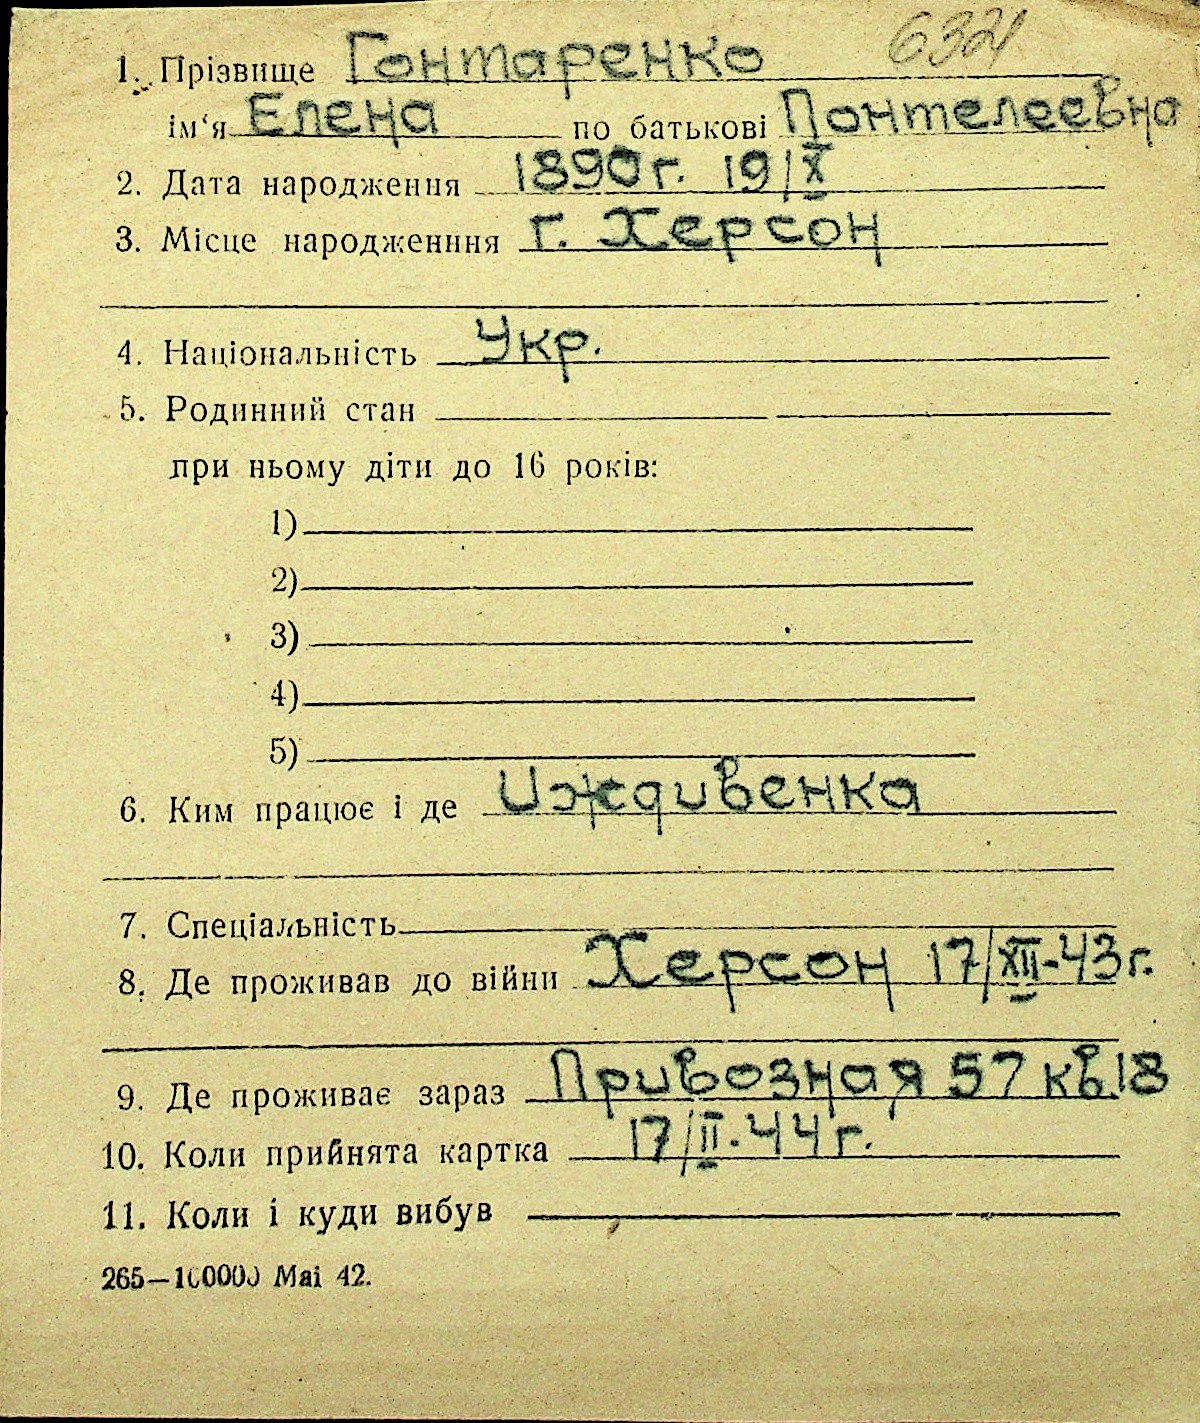 6321
1. Прізвище Гонтаренко
ім'я Елена по батькові Понтелеевна
2. Дата народження 1890г. 19/X
3. Місце народженння г. Херсон
4. Національність Укр.
5. Родинний стан
при ньому діти до 16 років:
1)
2)
3)
4)
5)
6. Ким працює і де Иждивенка
7. Спеціальність
8. Де проживав до війни Херсон 17/XII-43г.
9. Де проживає зараз Привозная 57 кв.18
10. Коли прийнята картка 17/II.44г.
11. Коли і куди вибув
265—100000 Mai 42.